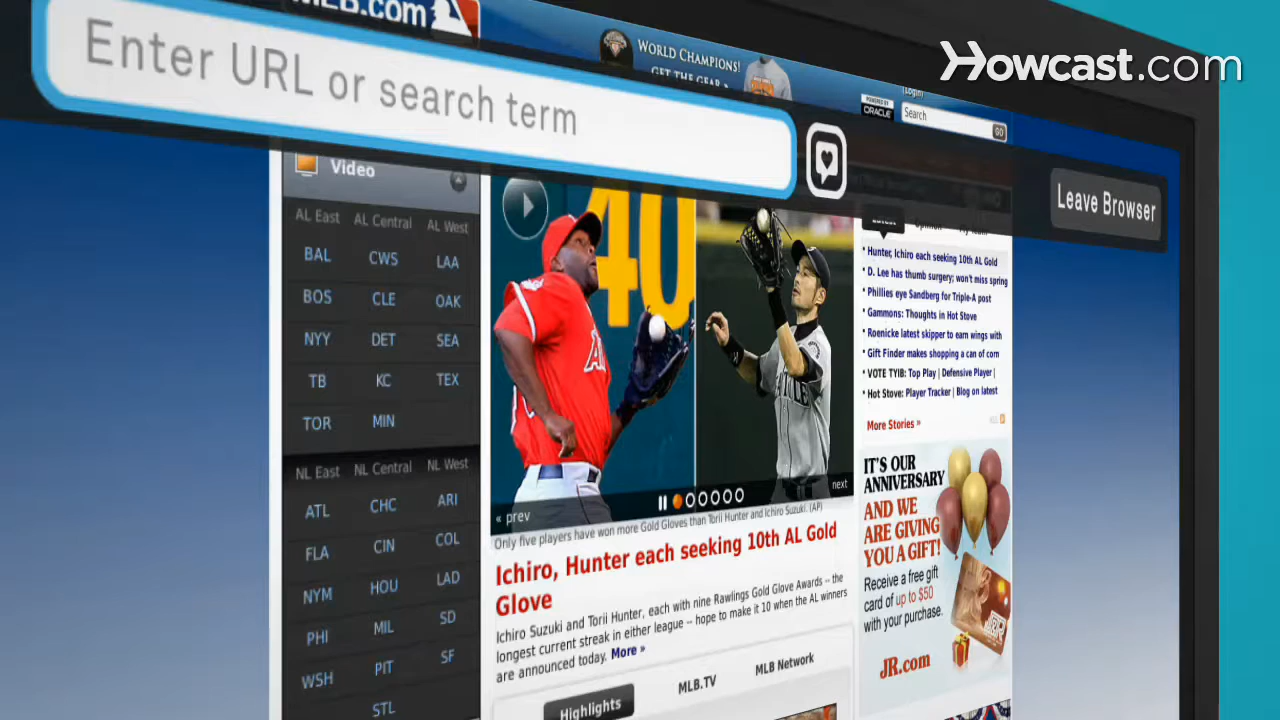 MLB.com
WORLD CHAMPIONS!
GET THE GEAR »
Howcast.com
Enter URL or search term
(Login)
POWERED BY
ORACLE
Search
GO
Leave Browser
Video
AL East AL Central AL West
BAL CWS LAA
BOS CLE OAK
NYY DET SEA
TB KC TEX
TOR MIN
NL East NL Central NL West
ATL CHC ARI
FLA CIN COL
NYM HOU LAD
PHI MIL SD
WSH PIT SF
STL
40
« prev
next
Only five players have won more Gold Gloves than Torii Hunter and Ichiro Suzuki. (AP)
Ichiro, Hunter each seeking 10th AL Gold
Glove
Ichiro Suzuki and Torii Hunter, each with nine Rawlings Gold Glove Awards -- the
longest current streak in either league -- hope to make it 10 when the AL winners
are announced today. More »
Highlights
MLB.TV
MLB Network
Hunter, Ichiro each seeking 10th AL Gold
D. Lee has thumb surgery; won't miss spring
Phillies eye Sandberg for Triple-A post
Gammons: Thoughts in Hot Stove
Roenicke latest skipper to earn wings with
Gift Finder makes shopping a can of corn
VOTE TYIB: Top Play | Defensive Player |
Hot Stove: Player Tracker | Blog on latest
More Stories »
RSS
IT'S OUR
ANNIVERSARY
AND WE
ARE GIVING
YOU A GIFT!
Receive a free gift
card of up to $50
with your purchase.
JR.com